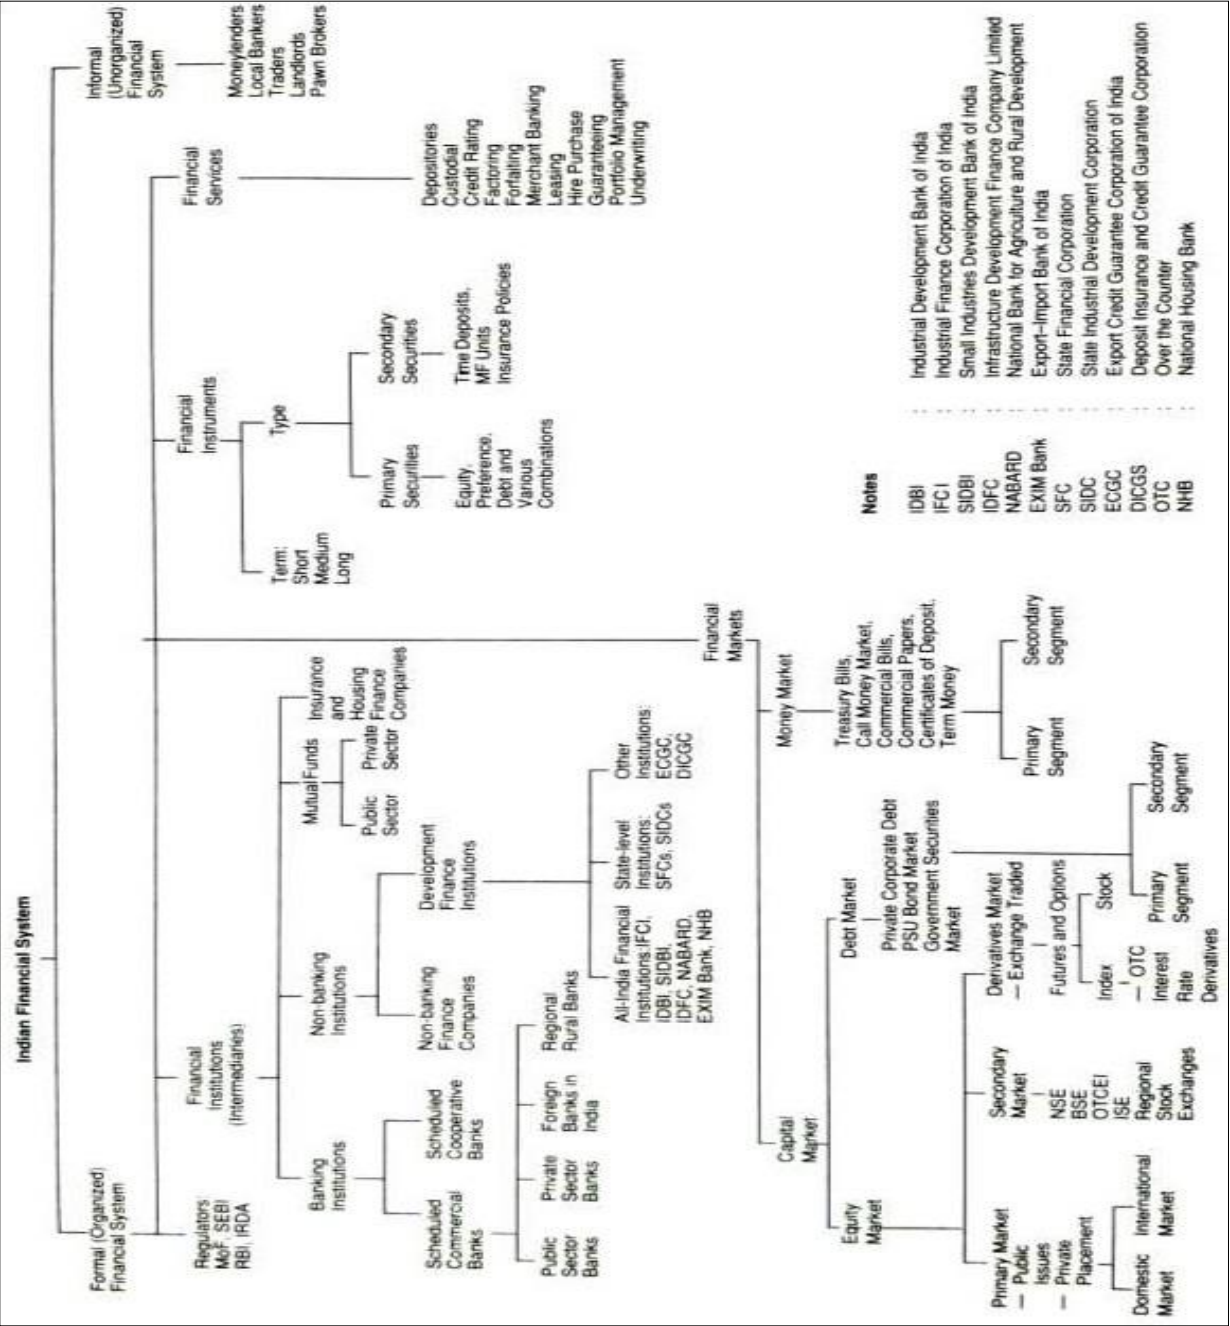 Indian Financial System
Formal (Organized)
Financial System
Informal
(Unorganized)
Financial
System
Moneylenders
Local Bankers
Traders
Landlords
Pawn Brokers
Regulators
MoF, SEBI
RBI, IRDA
Financial
Institutions
(Intermediaries)
Financial
Instruments
Financial
Services
Depositories
Custodial
Credit Rating
Factoring
Forfaiting
Merchant Banking
Leasing
Hire Purchase
Guaranteeing
Portfolio Management
Underwriting
Term:
Short
Medium
Long
Type
Primary
Securities
Secondary
Securities
Equity,
Preference,
Debt and
Various
Combinations
Time Deposits,
MF Units
Insurance Policies
Banking
Institutions
Non-banking
Institutions
Mutual Funds
Insurance
and
Housing
Finance
Companies
Public
Sector
Private
Sector
Scheduled
Commercial
Banks
Scheduled
Cooperative
Banks
Non-banking
Finance
Companies
Development
Finance
Institutions
Public
Sector
Banks
Private
Sector
Banks
Foreign
Banks in
India
Regional
Rural Banks
All-India Financial
Institutions:IFCI,
IDBI, SIDBI,
IDFC, NABARD,
EXIM Bank, NHB
State-level
Institutions:
SFCs, SIDCs
Other
Institutions:
ECGC,
DICGC
Financial
Markets
Capital
Market
Money Market
Treasury Bills,
Call Money Market,
Commercial Bills,
Commercial Papers,
Certificates of Deposit,
Term Money
Primary
Segment
Secondary
Segment
Equity
Market
Debt Market
Private Corporate Debt
PSU Bond Market
Government Securities
Market
Primary
Segment
Secondary
Segment
Primary Market
— Public
Issues
— Private
Placement
Domestic
Market
International
Market
Secondary
Market
NSE
BSE
OTCEI
ISE
Regional
Stock
Exchanges
Derivatives Market
— Exchange Traded
Futures and Options
Index
Stock
— OTC
Interest
Rate
Derivatives
Notes
IDBI : Industrial Development Bank of India
IFCI : Industrial Finance Corporation of India
SIDBI : Small Industries Development Bank of India
IDFC : Infrastructure Development Finance Company Limited
NABARD : National Bank for Agriculture and Rural Development
EXIM Bank : Export–Import Bank of India
SFC : State Financial Corporation
SIDC : State Industrial Development Corporation
ECGC : Export Credit Guarantee Corporation of India
DICGS : Deposit Insurance and Credit Guarantee Corporation
OTC : Over the Counter
NHB : National Housing Bank